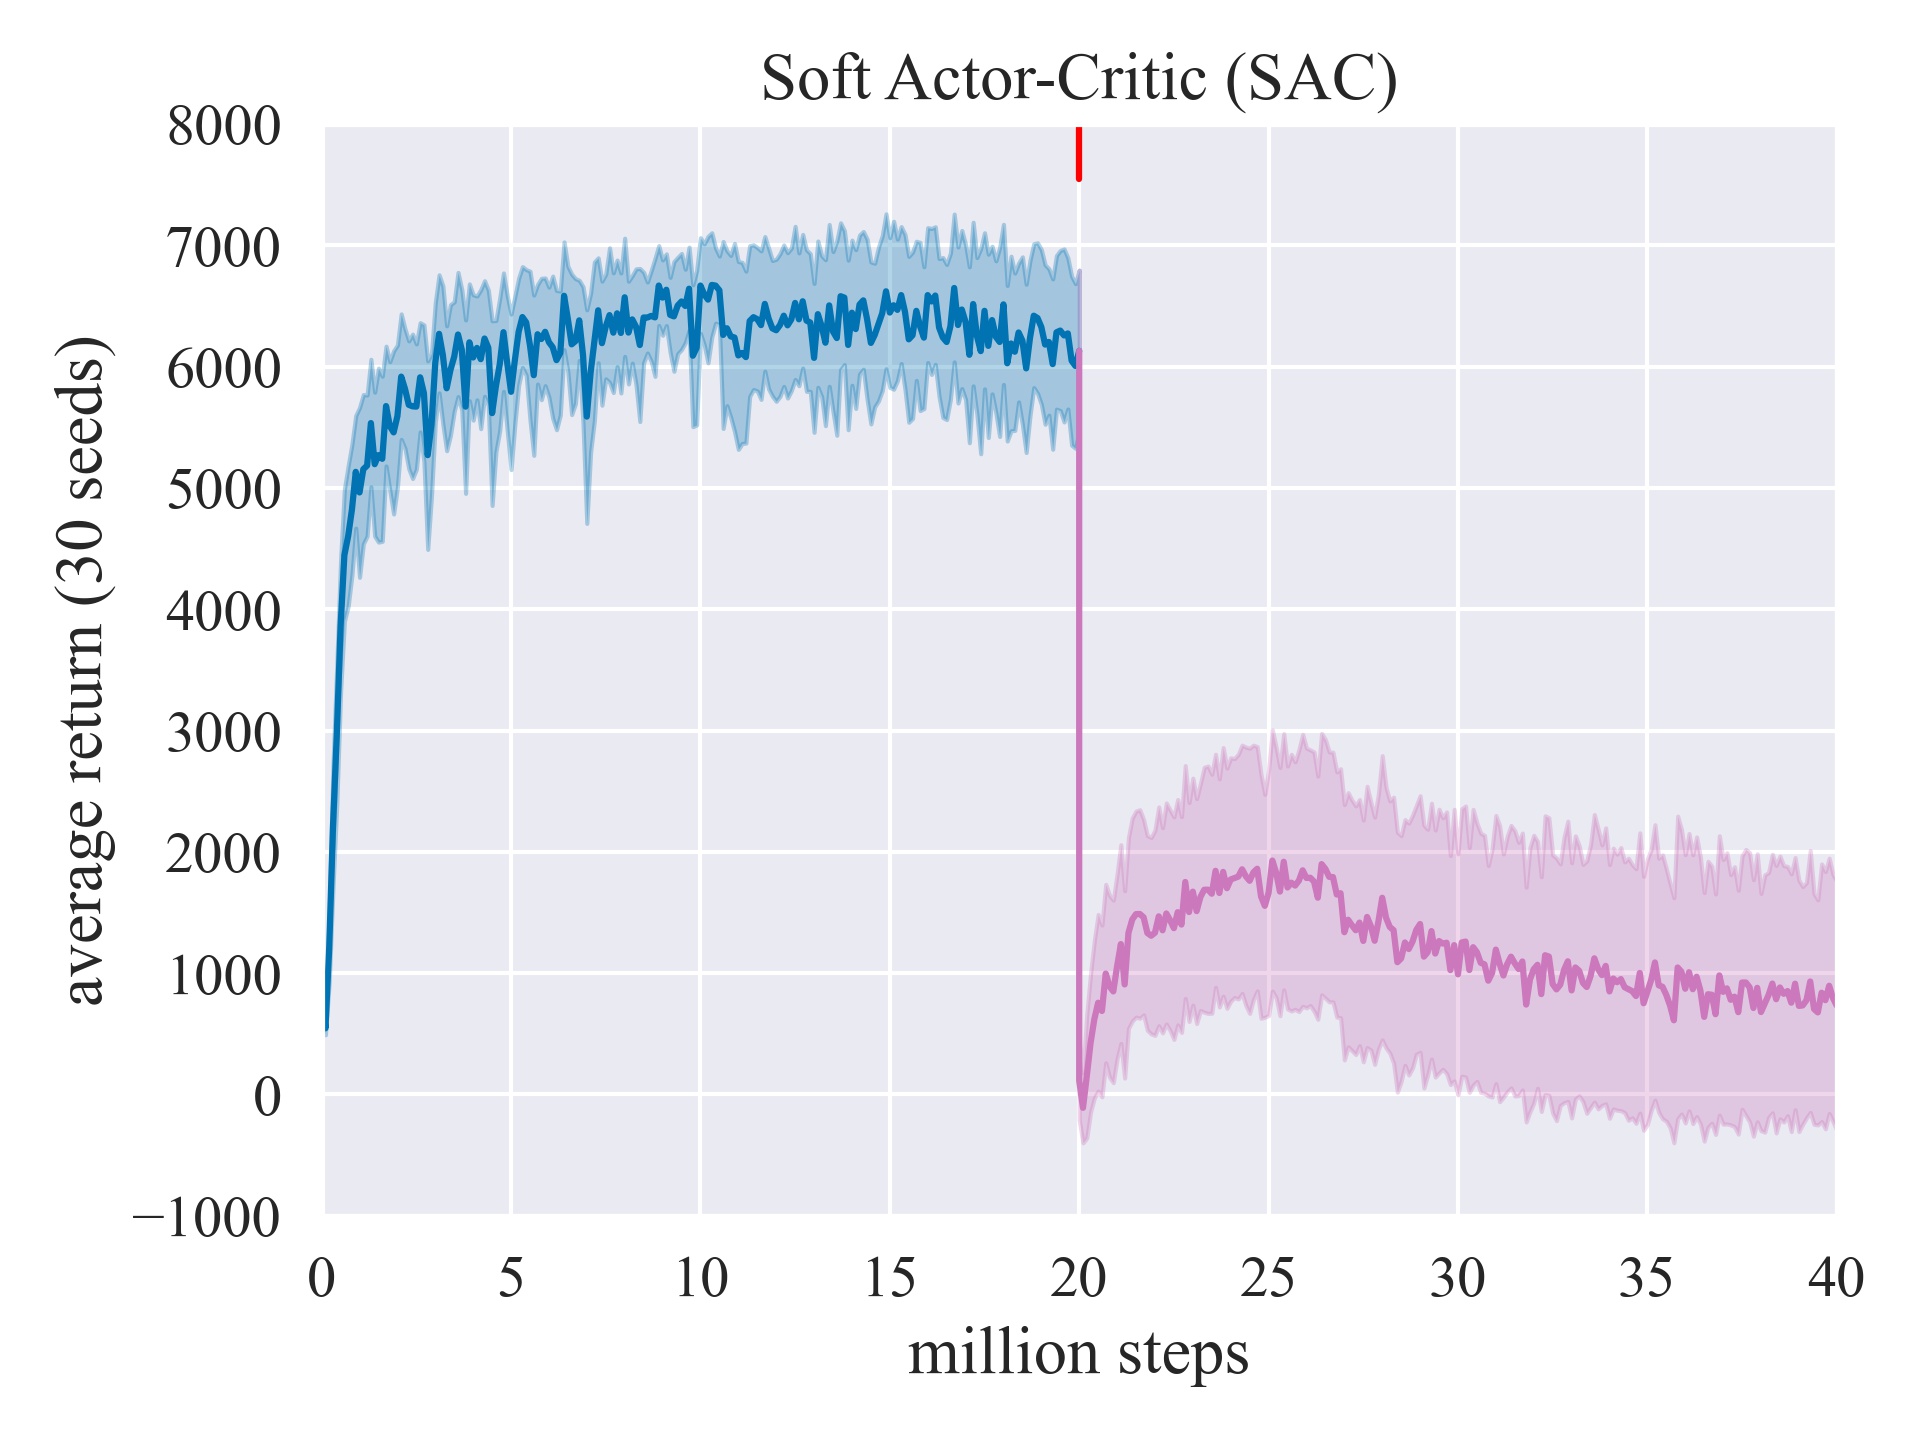 Soft Actor-Critic (SAC)
8000
7000
6000
5000
4000
3000
2000
1000
0
−1000
average return (30 seeds)
0 5 10 15 20 25 30 35 40
million steps